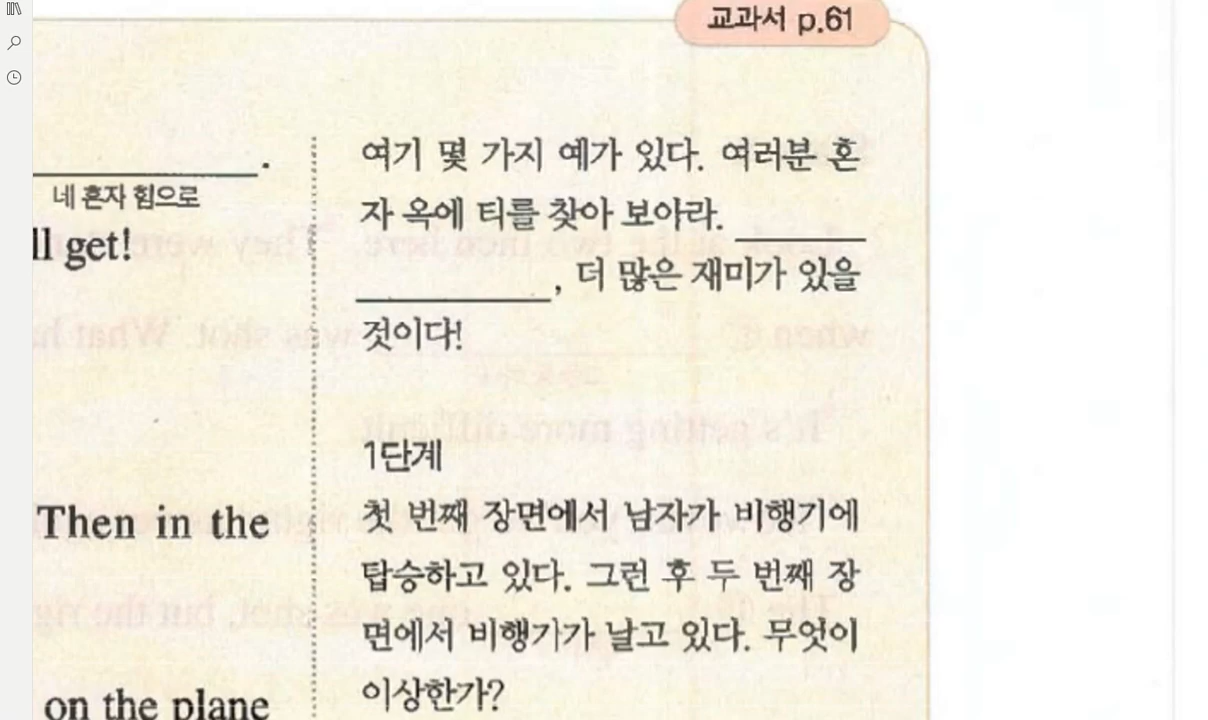 교과서 p.61
.
네 혼자 힘으로
ll get!
Then in the
on the plane
여기 몇 가지 예가 있다. 여러분 혼
자 옥에 티를 찾아 보아라.
, 더 많은 재미가 있을
것이다!
1단계
첫 번째 장면에서 남자가 비행기에
탑승하고 있다. 그런 후 두 번째 장
면에서 비행기가 날고 있다. 무엇이
이상한가?